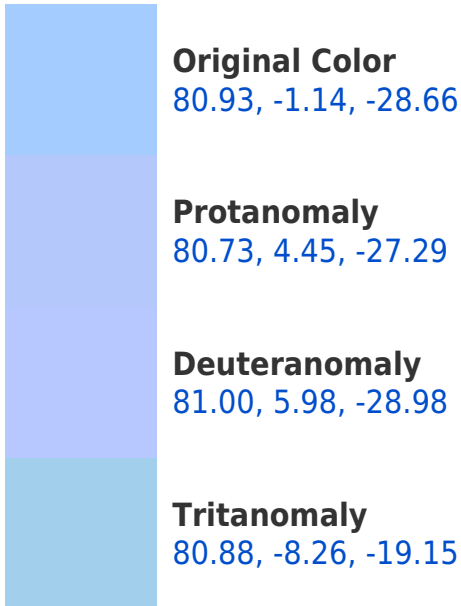 Original Color
80.93, -1.14, -28.66
Protanomaly
80.73, 4.45, -27.29
Deuteranomaly
81.00, 5.98, -28.98
Tritanomaly
80.88, -8.26, -19.15